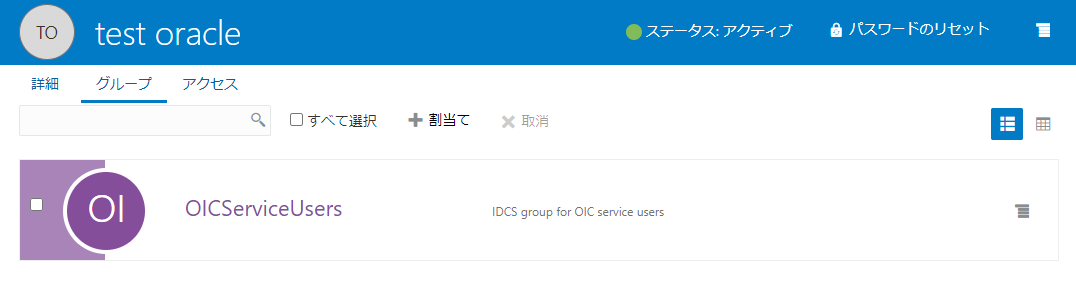 TO
test oracle
ステータス: アクティブ
パスワードのリセット
詳細
グループ
アクセス
すべて選択
割当て
取消
OI
OICServiceUsers
IDCS group for OIC service users